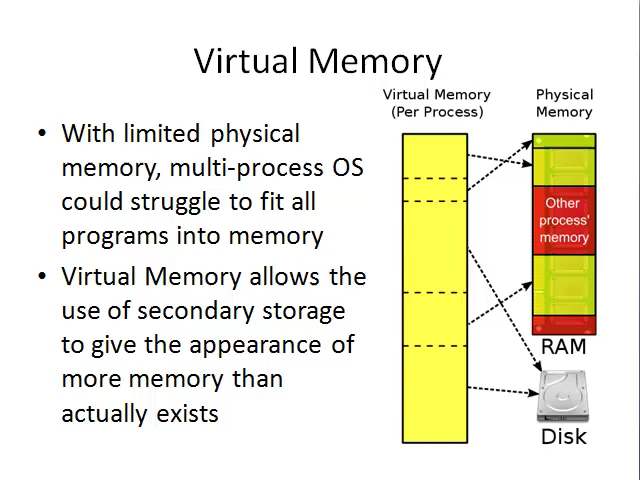 Virtual Memory
• With limited physical
memory, multi-process OS
could struggle to fit all
programs into memory
• Virtual Memory allows the
use of secondary storage
to give the appearance of
more memory than
actually exists
Virtual Memory
(Per Process)
Physical
Memory
Other
process'
memory
RAM
Disk